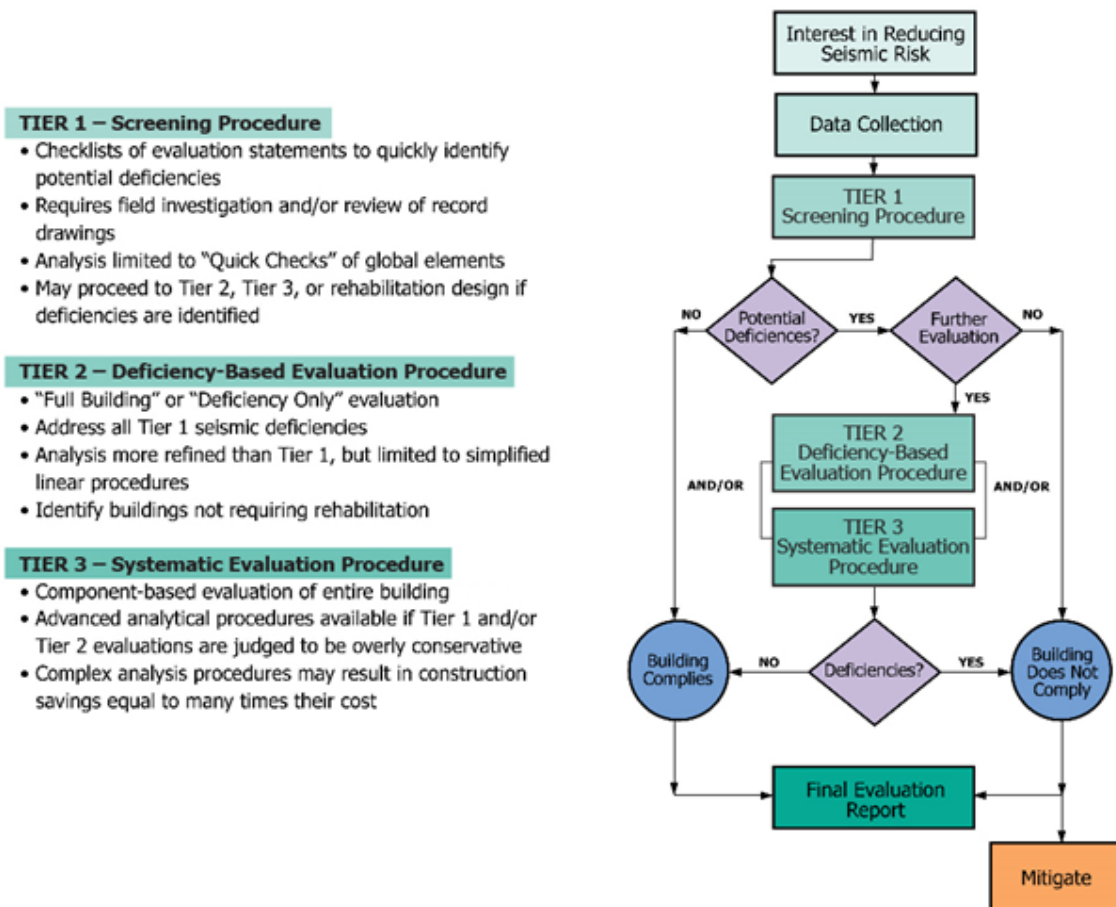 TIER 1 – Screening Procedure
• Checklists of evaluation statements to quickly identify
potential deficiencies
• Requires field investigation and/or review of record
drawings
• Analysis limited to “Quick Checks” of global elements
• May proceed to Tier 2, Tier 3, or rehabilitation design if
deficiencies are identified
TIER 2 – Deficiency-Based Evaluation Procedure
• “Full Building” or “Deficiency Only” evaluation
• Address all Tier 1 seismic deficiencies
• Analysis more refined than Tier 1, but limited to simplified
linear procedures
• Identify buildings not requiring rehabilitation
TIER 3 – Systematic Evaluation Procedure
• Component-based evaluation of entire building
• Advanced analytical procedures available if Tier 1 and/or
Tier 2 evaluations are judged to be overly conservative
• Complex analysis procedures may result in construction
savings equal to many times their cost
Interest in Reducing
Seismic Risk
Data Collection
TIER 1
Screening Procedure
NO
Potential
Deficiences?
YES
Further
Evaluation
NO
YES
TIER 2
Deficiency-Based
Evaluation Procedure
AND/OR
AND/OR
TIER 3
Systematic Evaluation
Procedure
Building
Complies
NO
Deficiencies?
YES
Building
Does Not
Comply
Final Evaluation
Report
Mitigate